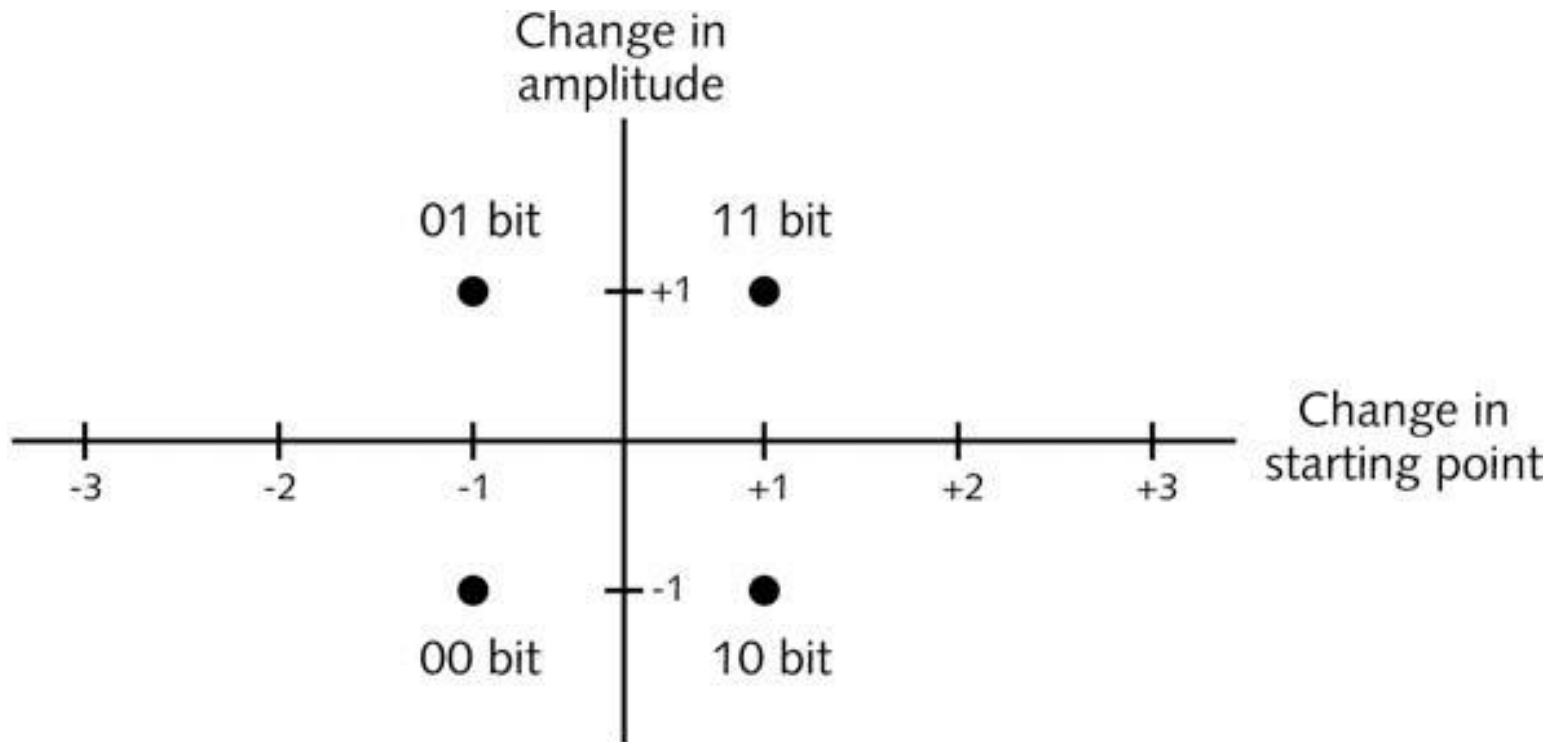 Change in
amplitude
01 bit
11 bit
+1
Change in
starting point
-3
-2
-1
+1
+2
+3
-1
00 bit
10 bit